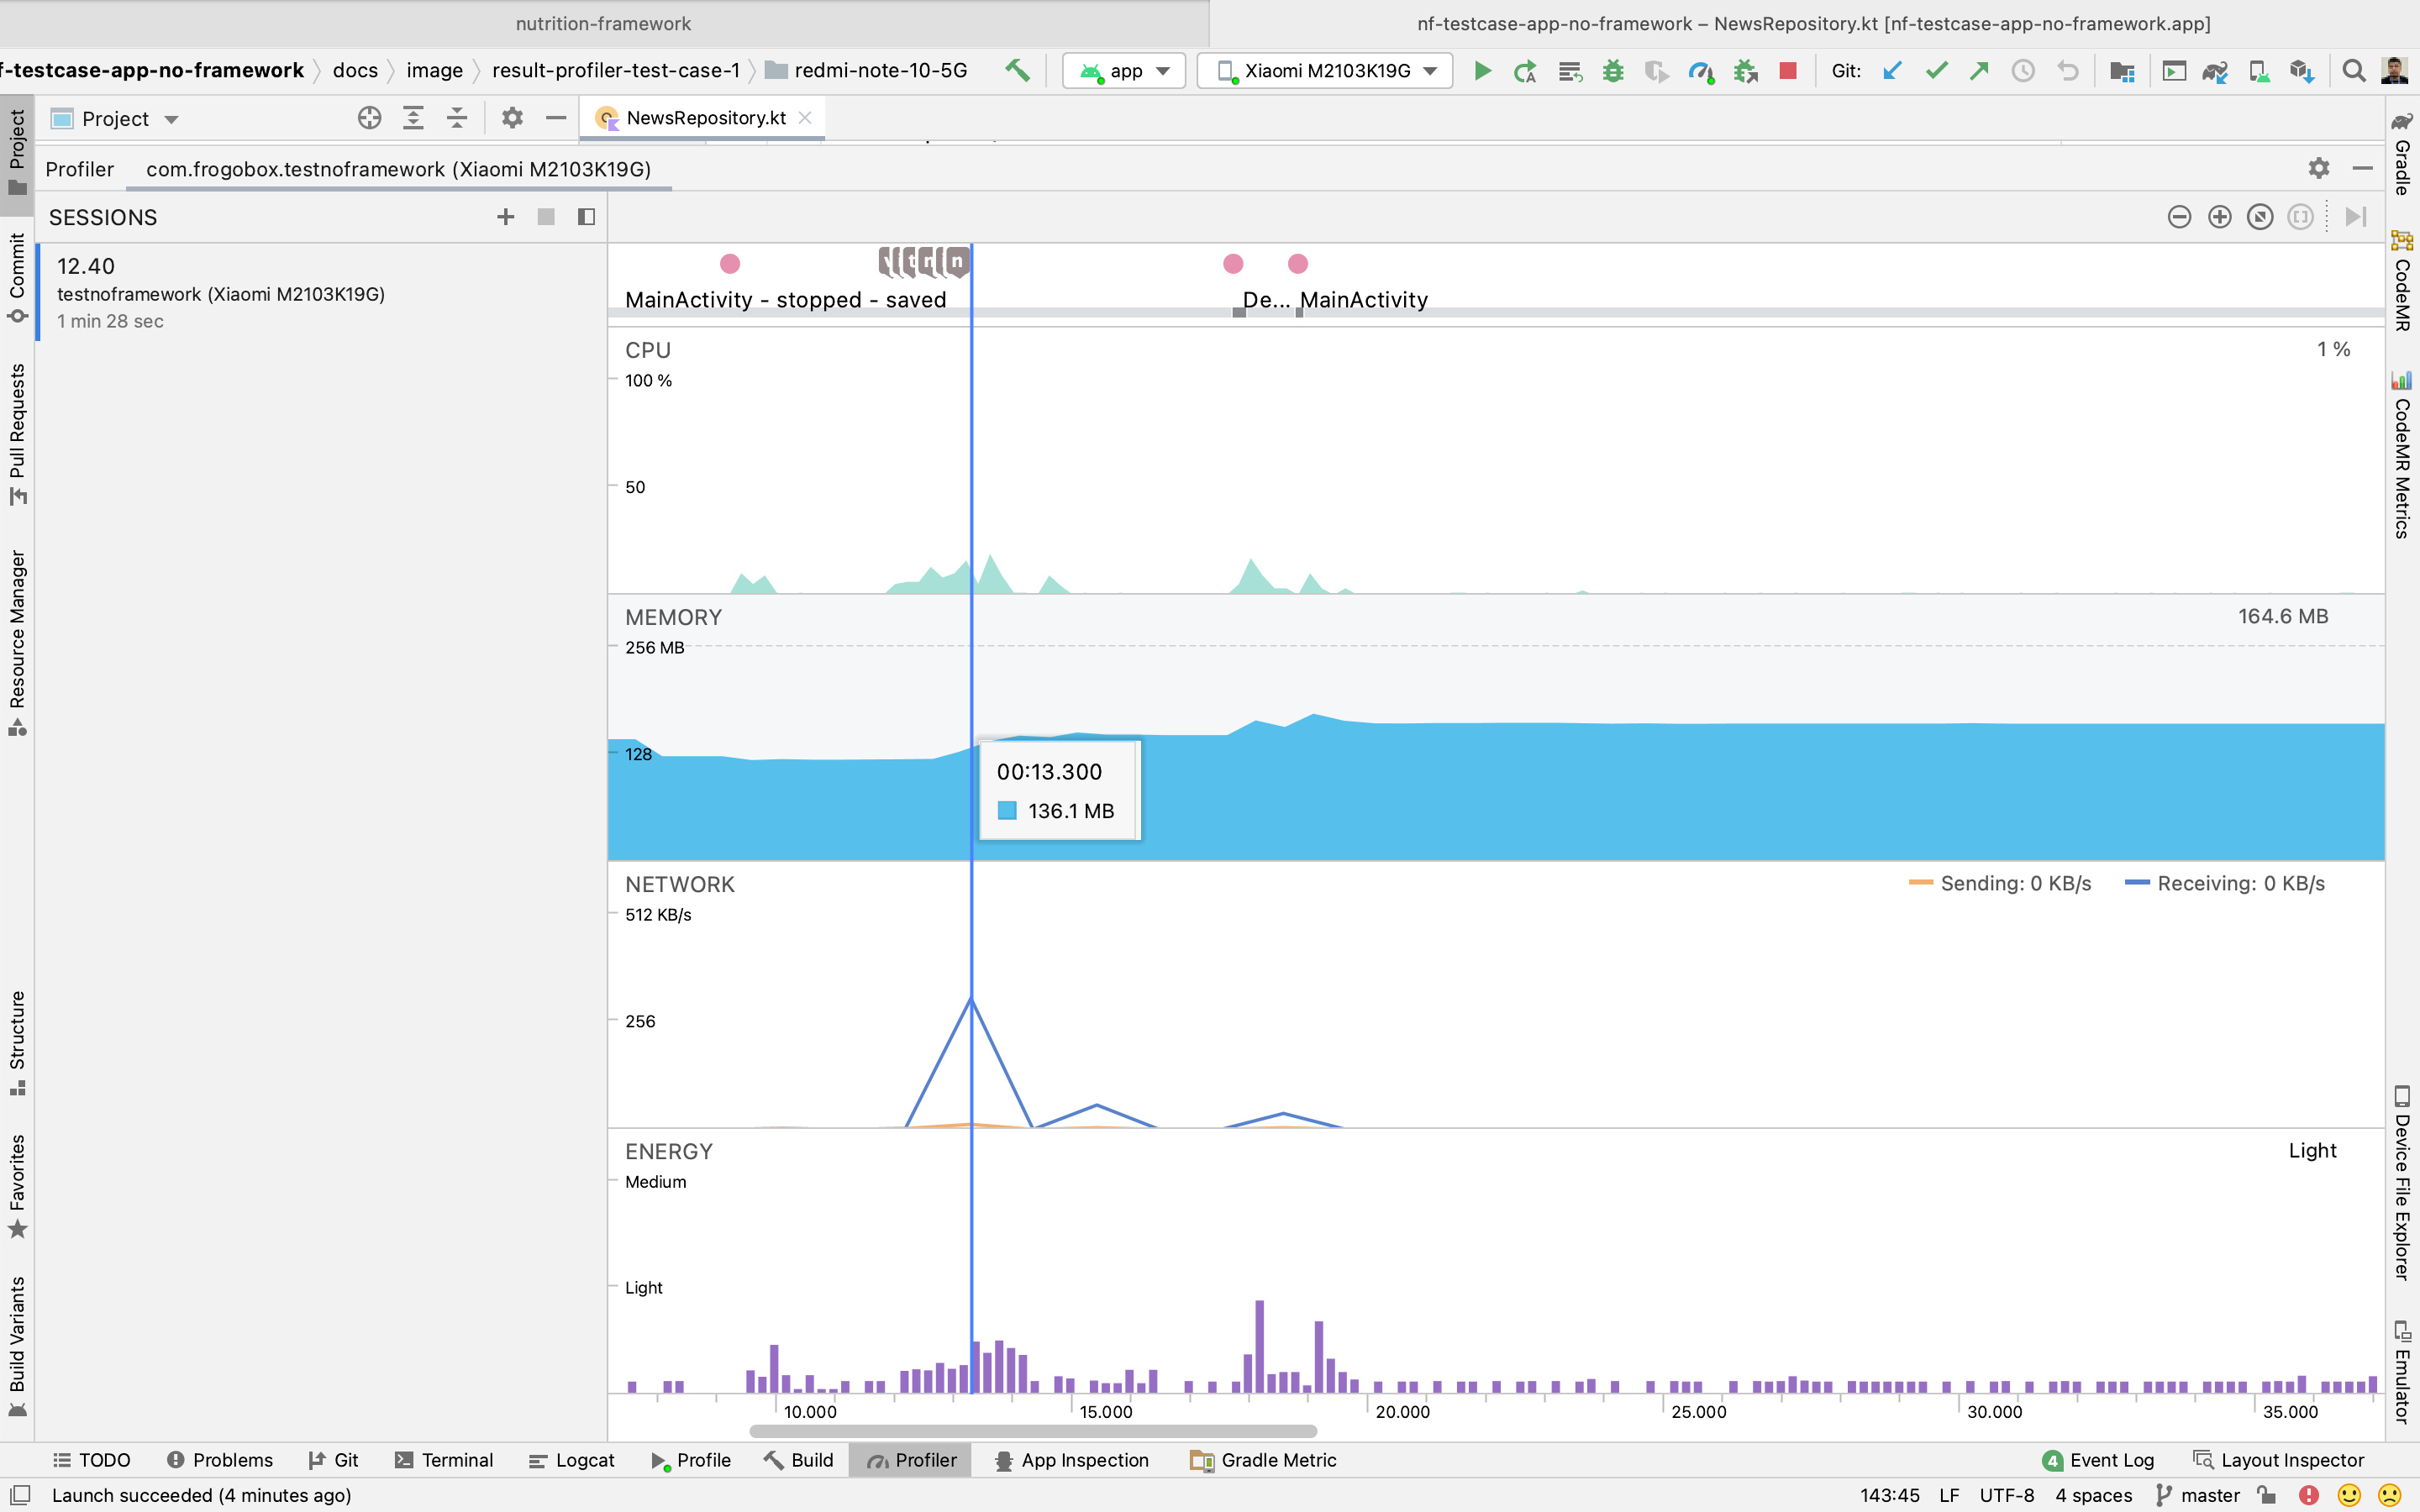 nutrition-framework
nf-testcase-app-no-framework – NewsRepository.kt [nf-testcase-app-no-framework.app]
f-testcase-app-no-framework docs image result-profiler-test-case-1 redmi-note-10-5G
app
Xiaomi M2103K19G
Git:
Project
NewsRepository.kt
Profiler
com.frogobox.testnoframework (Xiaomi M2103K19G)
SESSIONS
12.40
testnoframework (Xiaomi M2103K19G)
1 min 28 sec
t n n
MainActivity - stopped - saved
De... MainActivity
CPU
1 %
100 %
50
MEMORY
164.6 MB
256 MB
128
00:13.300
136.1 MB
NETWORK
Sending: 0 KB/s
Receiving: 0 KB/s
512 KB/s
256
ENERGY
Light
Medium
Light
10.000
15.000
20.000
25.000
30.000
35.000
Project
Commit
Pull Requests
Resource Manager
Structure
Favorites
Build Variants
Gradle
CodeMR
CodeMR Metrics
Device File Explorer
Emulator
TODO
Problems
Git
Terminal
Logcat
Profile
Build
Profiler
App Inspection
Gradle Metric
4 Event Log
Layout Inspector
Launch succeeded (4 minutes ago)
143:45 LF UTF-8 4 spaces master